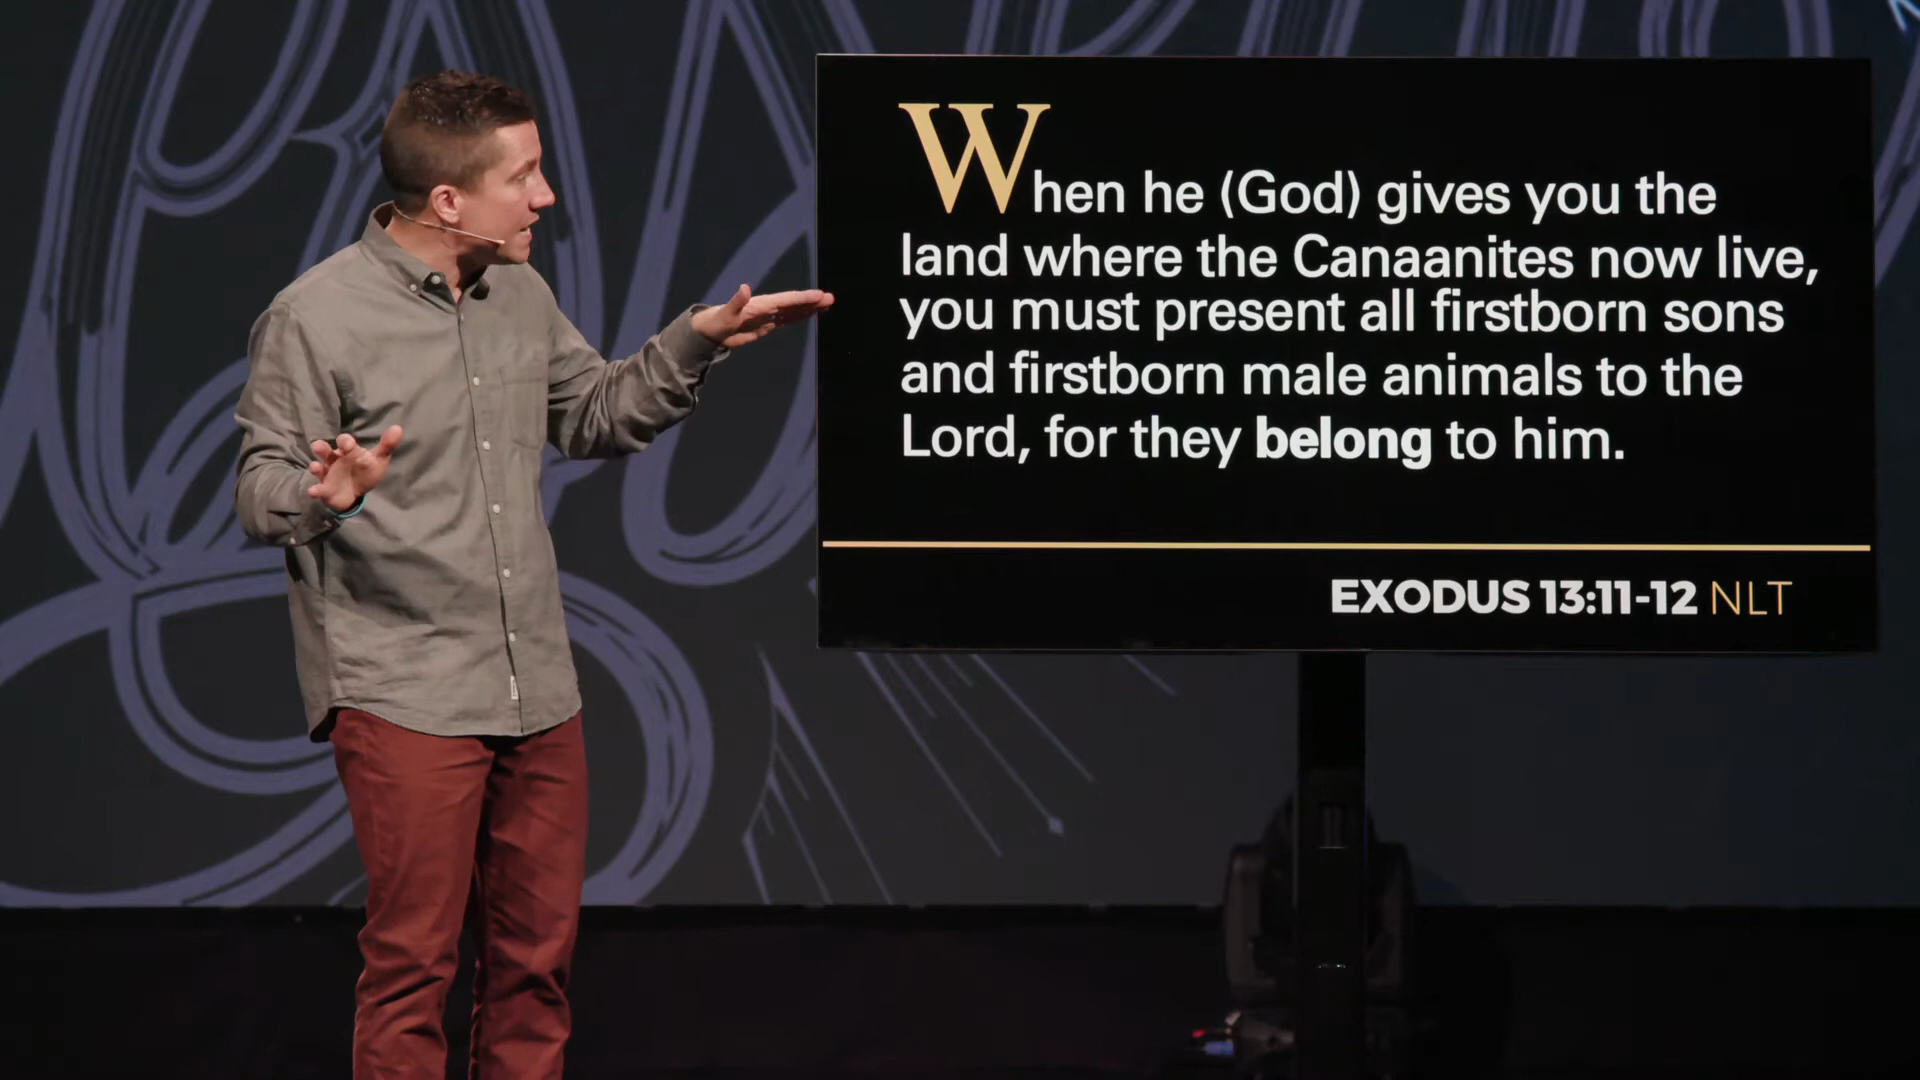 When he (God) gives you the
land where the Canaanites now live,
you must present all firstborn sons
and firstborn male animals to the
Lord, for they belong to him.
EXODUS 13:11-12 NLT